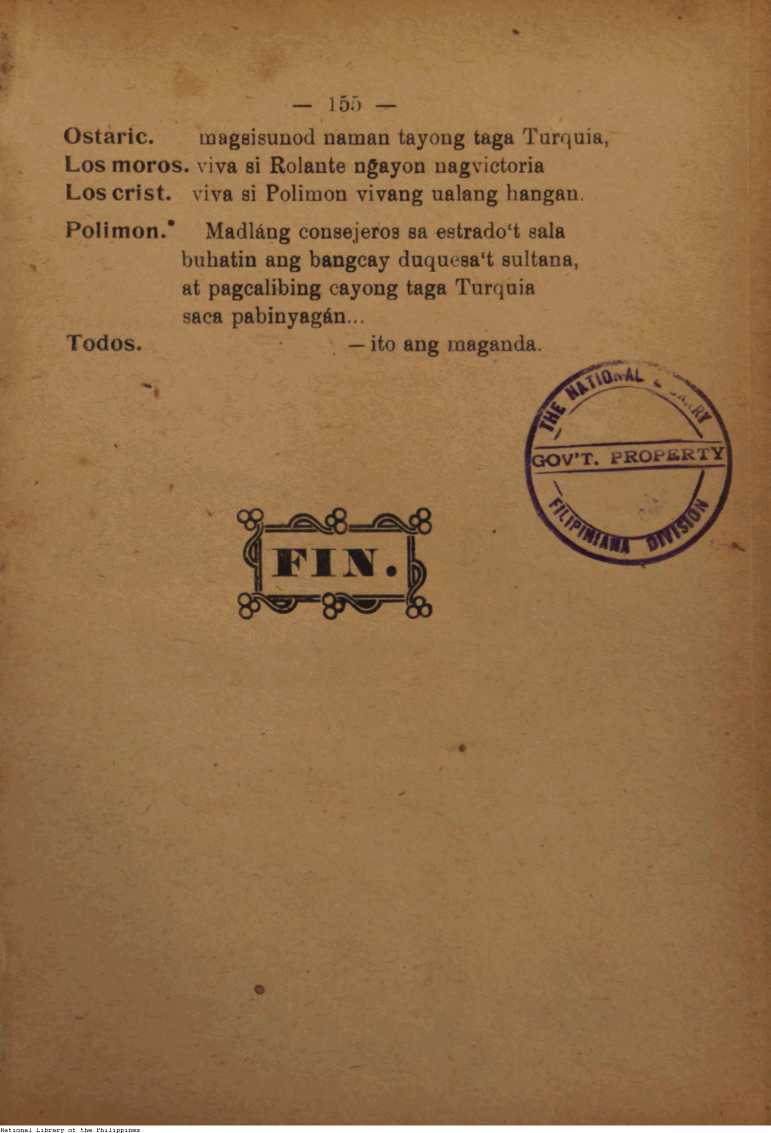 — 155 —
Ostaric. magsisunod naman tayong taga Turquia,
Los moros. viva si Rolante ng̃ayon nagvictoria
Los crist. viva si Polimon vivang ualang hangan.
Polimon. Madláng consejeros sa estrado‘t sala
buhatin ang bangcay duquesa‘t sultana,
at pagcalibing cayong taga Turquia
saca pabinyagán...
Todos. — ito ang maganda.
THE NATIONAL LIBRARY
GOV'T. PROPERTY
FILIPINIANA DIVISION
FIN.
National Library of the Philippines